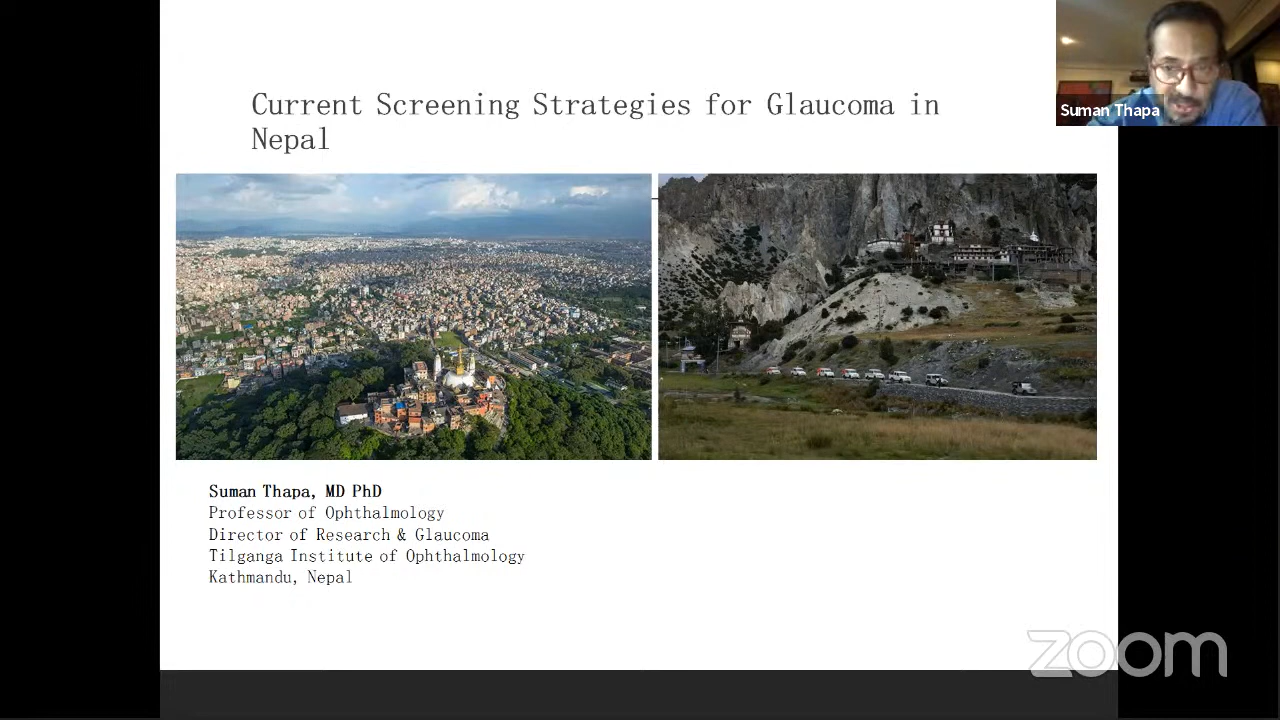 Current Screening Strategies for Glaucoma in
Nepal
Suman Thapa
Suman Thapa, MD PhD
Professor of Ophthalmology
Director of Research & Glaucoma
Tilganga Institute of Ophthalmology
Kathmandu, Nepal
zoom